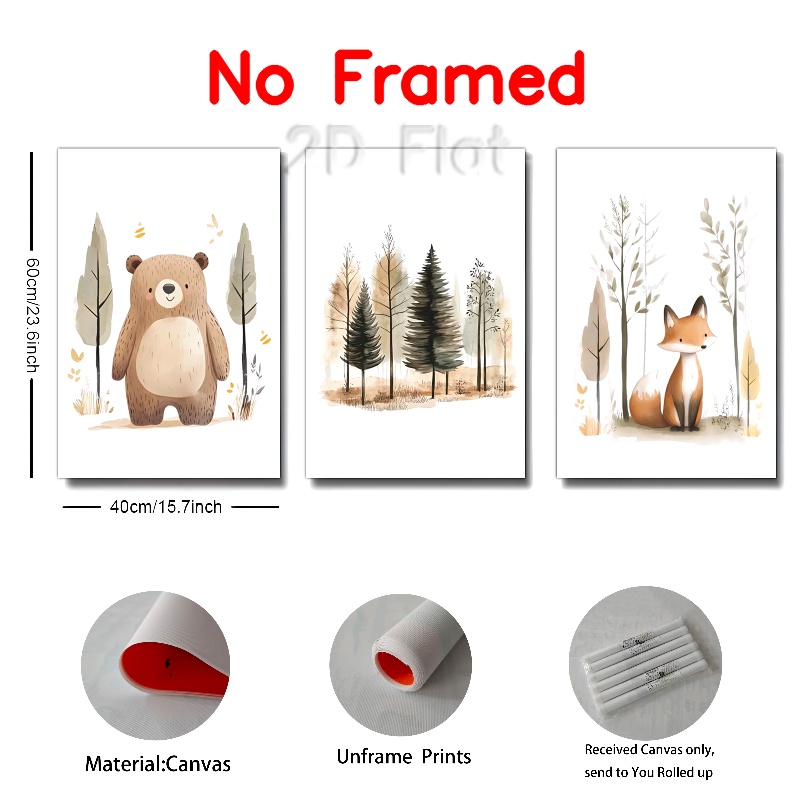 No Framed
2D Flat
60cm/23.6inch
40cm/15.7inch
Material:Canvas
Unframe Prints
Received Canvas only,
send to You Rolled up